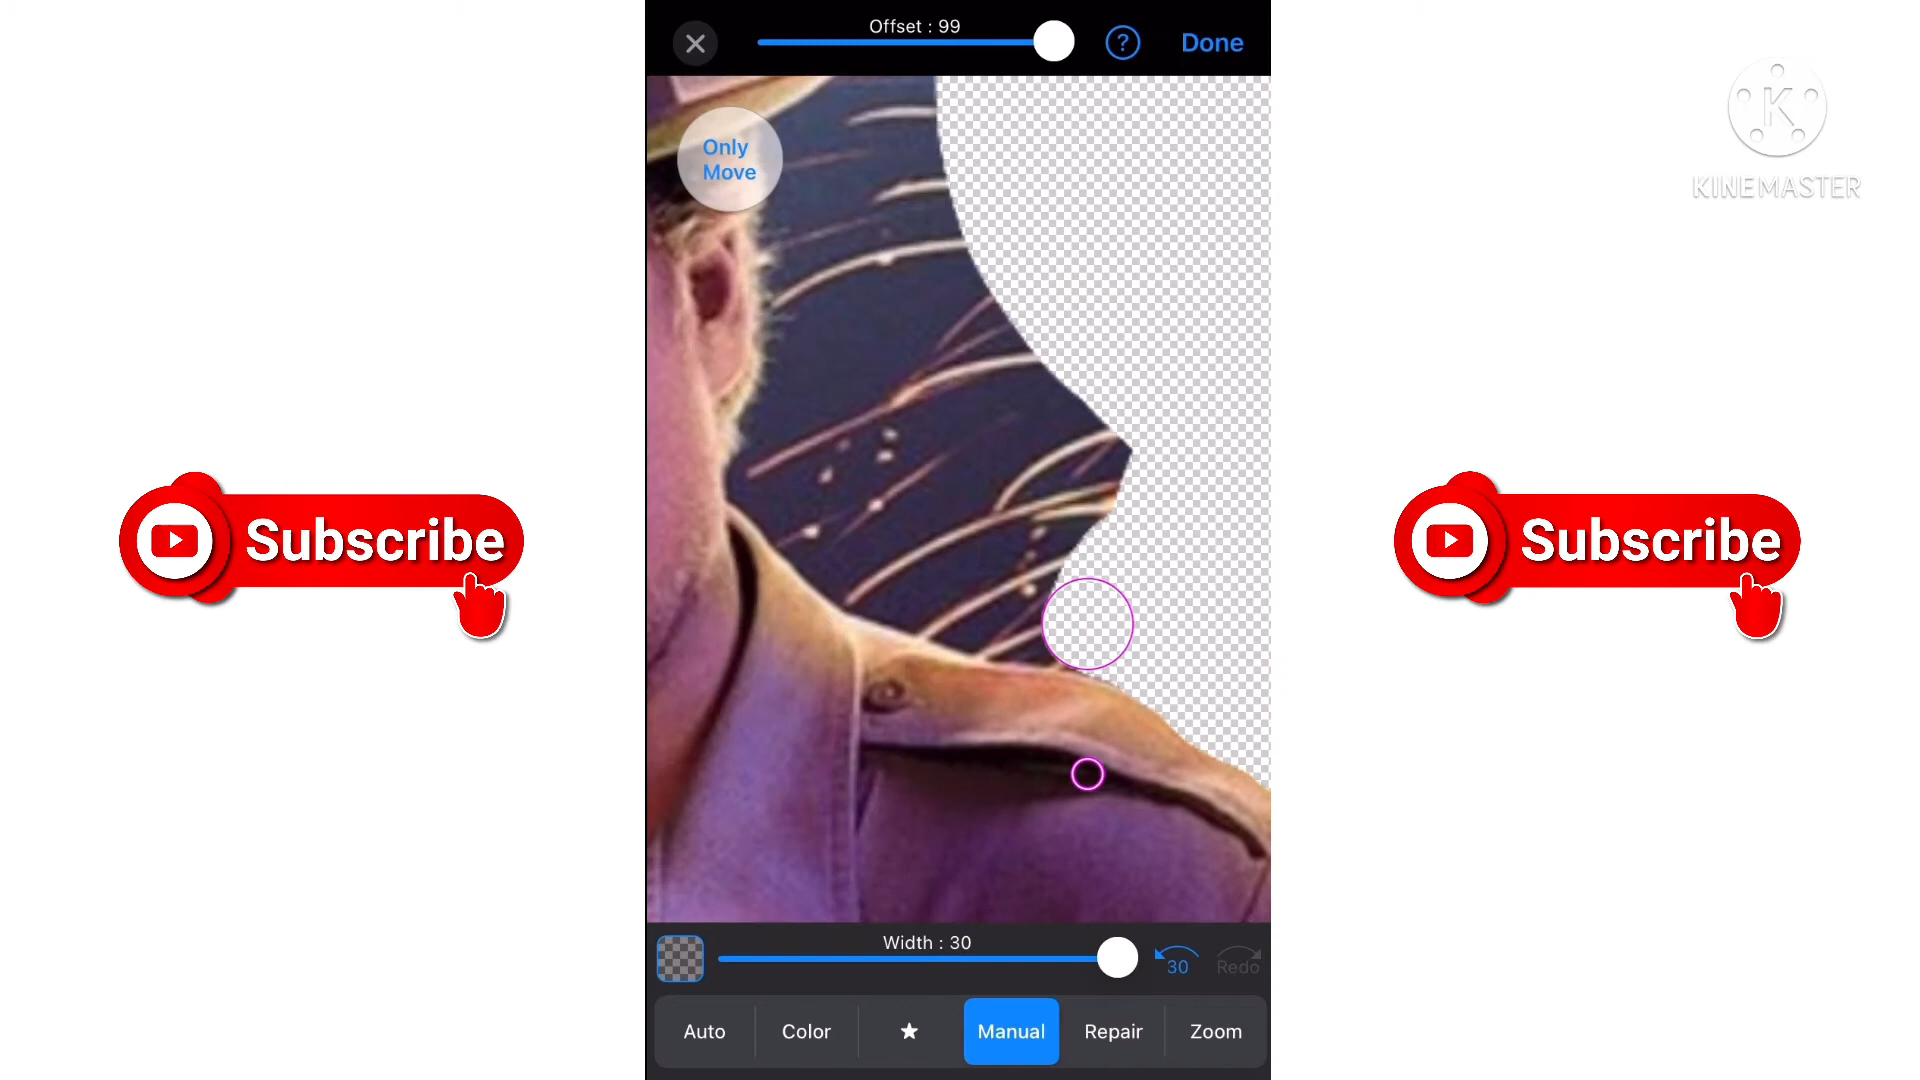 Offset : 99
?
Done
Only
Move
K
KINEMASTER
Subscribe
Subscribe
Width : 30
30
Redo
Auto
Color
Manual
Repair
Zoom